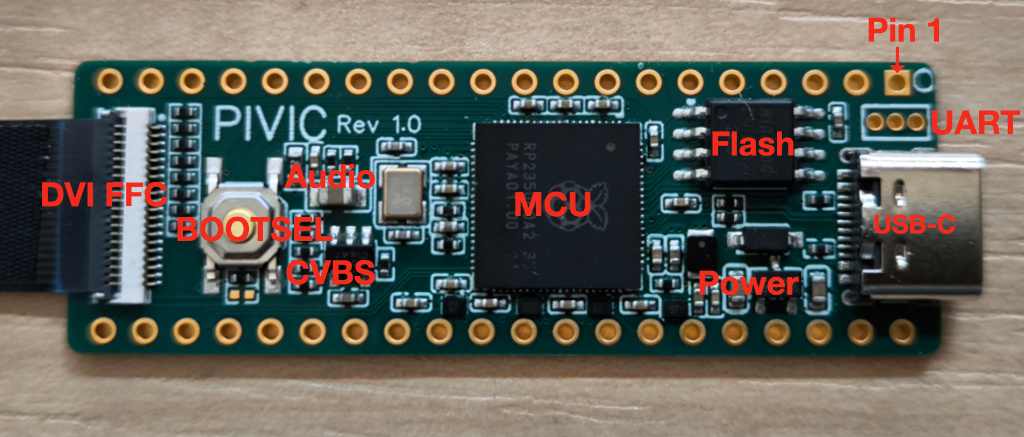 Pin 1
PIVIC Rev 1.0
UART
Flash
DVI FFC
Audio
MCU
BOOTSEL
USB-C
CVBS
Power